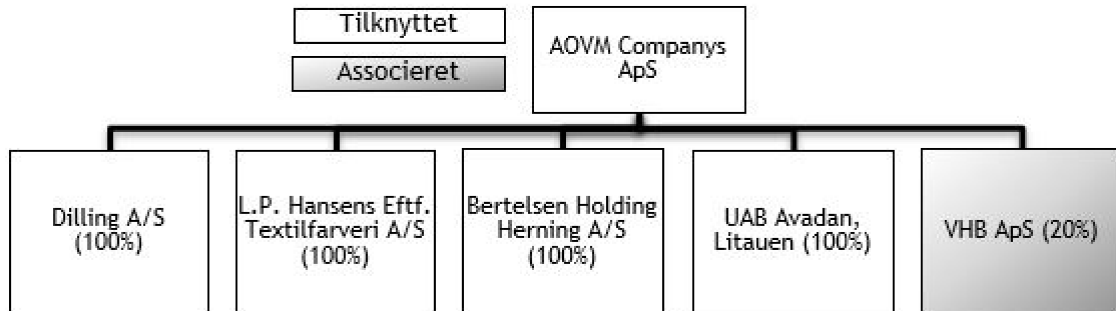 Tilknyttet
Associeret
AOVM Companys
ApS
Dilling A/S
(100%)
L.P. Hansens Eftf.
Textilfarveri A/S
(100%)
Bertelsen Holding
Herning A/S
(100%)
UAB Avadan,
Litauen (100%)
VHB ApS (20%)